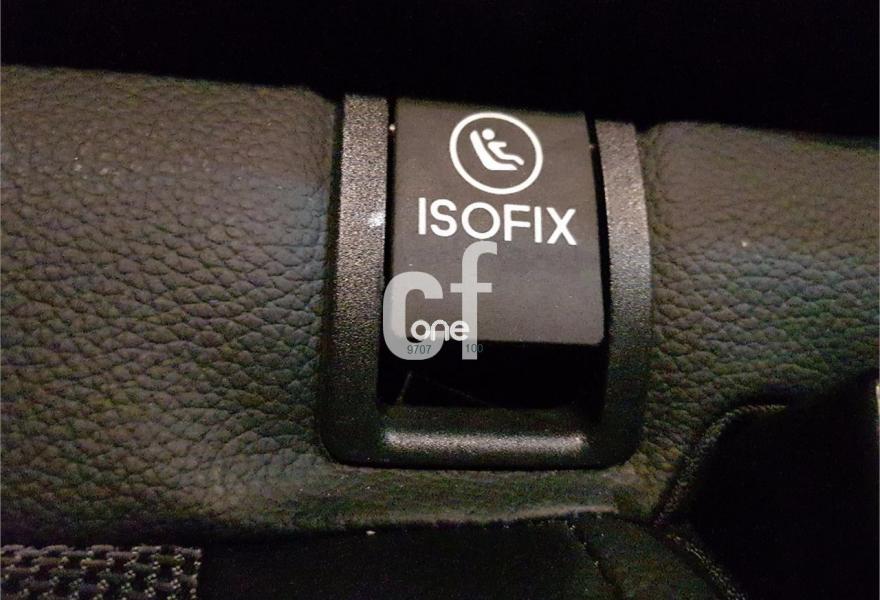 ISOFIX
cf
one
9707 100